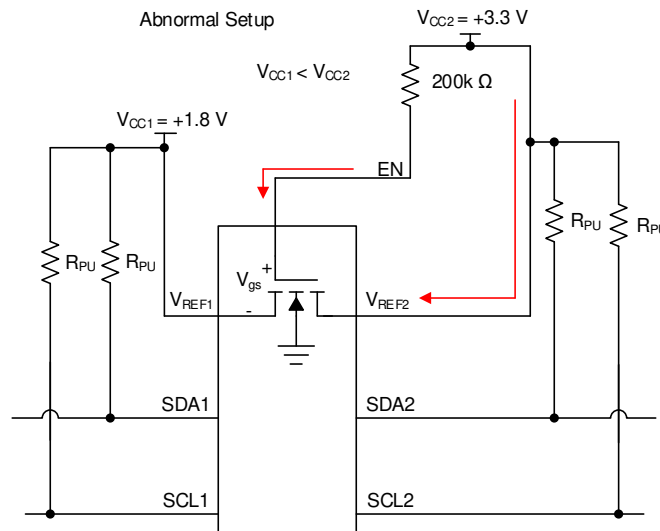 Abnormal Setup
VCC2 = +3.3 V
VCC1 < VCC2
200k Ω
VCC1 = +1.8 V
EN
RPU
RPU
RPU
RPU
Vgs
+
-
VREF1
VREF2
SDA1
SDA2
SCL1
SCL2